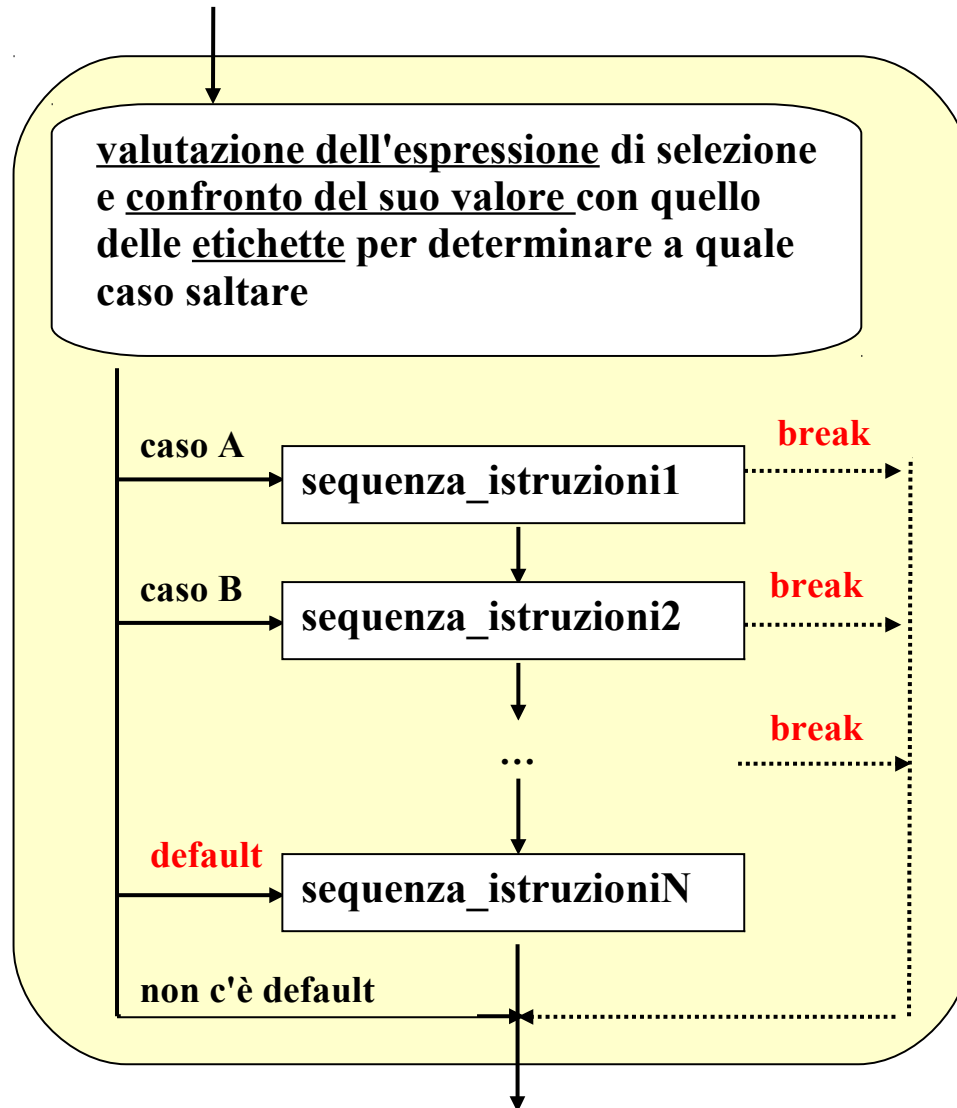 valutazione dell'espressione di selezione
e confronto del suo valore con quello
delle etichette per determinare a quale
caso saltare
caso A
break
sequenza_istruzioni1
caso B
break
sequenza_istruzioni2
break
...
default
sequenza_istruzioniN
non c'è default